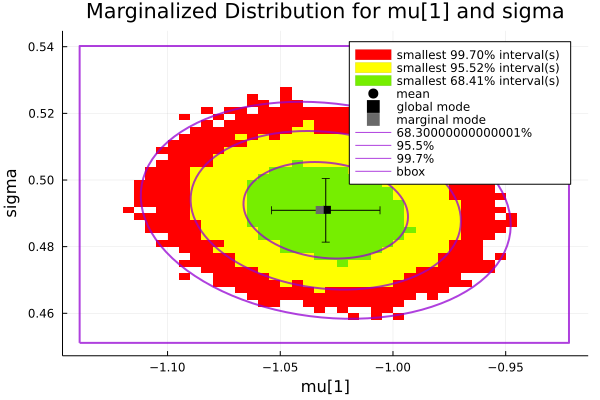 Marginalized Distribution for mu[1] and sigma
smallest 99.70% interval(s)
smallest 95.52% interval(s)
smallest 68.41% interval(s)
mean
global mode
marginal mode
68.30000000000001%
95.5%
99.7%
bbox
sigma
0.54
0.52
0.50
0.48
0.46
−1.10
−1.05
−1.00
−0.95
mu[1]